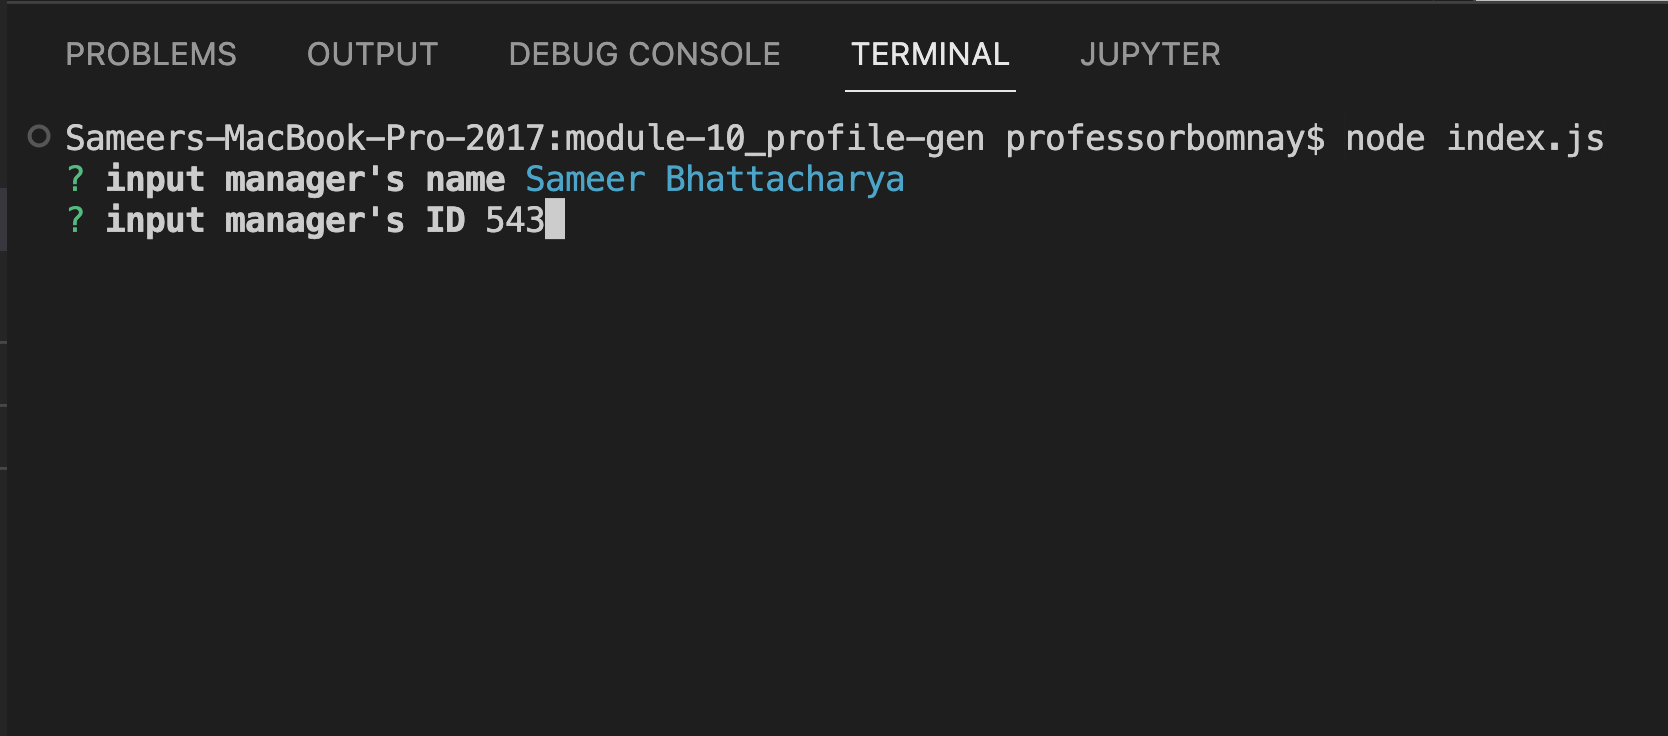 PROBLEMS OUTPUT DEBUG CONSOLE TERMINAL JUPYTER
Sameers-MacBook-Pro-2017:module-10_profile-gen professorbomnay$ node index.js
? input manager's name Sameer Bhattacharya
? input manager's ID 543